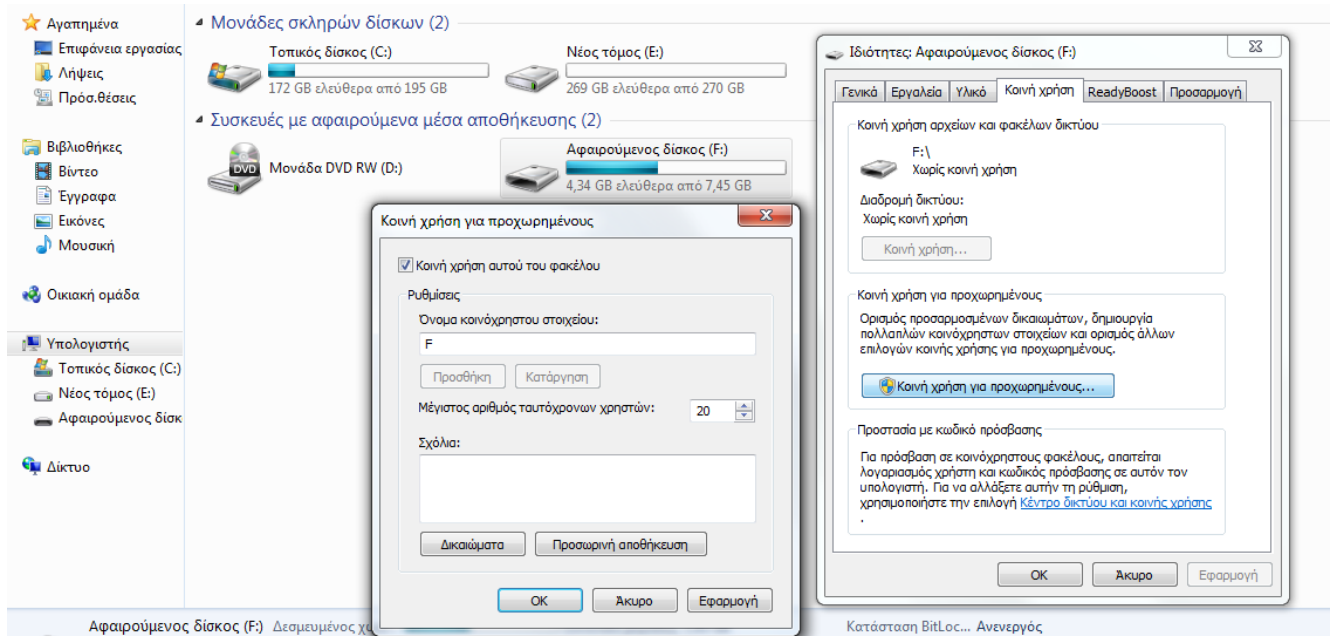 Αγαπημένα
Επιφάνεια εργασίας
Λήψεις
Πρόσ.θέσεις
Βιβλιοθήκες
Βίντεο
Έγγραφα
Εικόνες
Μουσική
Οικιακή ομάδα
Υπολογιστής
Τοπικός δίσκος (C:)
Νέος τόμος (E:)
Αφαιρούμενος δίσκ
Δίκτυο
Μονάδες σκληρών δίσκων (2)
Τοπικός δίσκος (C:)
172 GB ελεύθερα από 195 GB
Νέος τόμος (E:)
269 GB ελεύθερα από 270 GB
Συσκευές με αφαιρούμενα μέσα αποθήκευσης (2)
DVD
Μονάδα DVD RW (D:)
Αφαιρούμενος δίσκος (F:)
4,34 GB ελεύθερα από 7,45 GB
Κοινή χρήση για προχωρημένους
Κοινή χρήση αυτού του φακέλου
Ρυθμίσεις
Όνομα κοινόχρηστου στοιχείου:
F
Προσθήκη Κατάργηση
Μέγιστος αριθμός ταυτόχρονων χρηστών: 20
Σχόλια:
Δικαιώματα Προσωρινή αποθήκευση
OK Άκυρο Εφαρμογή
Ιδιότητες: Αφαιρούμενος δίσκος (F:)
Γενικά Εργαλεία Υλικό Κοινή χρήση ReadyBoost Προσαρμογή
Κοινή χρήση αρχείων και φακέλων δικτύου
F:\
Χωρίς κοινή χρήση
Διαδρομή δικτύου:
Χωρίς κοινή χρήση
Κοινή χρήση...
Κοινή χρήση για προχωρημένους
Ορισμός προσαρμοσμένων δικαιωμάτων, δημιουργία
πολλαπλών κοινόχρηστων στοιχείων και ορισμός άλλων
επιλογών κοινής χρήσης για προχωρημένους.
Κοινή χρήση για προχωρημένους...
Προστασία με κωδικό πρόσβασης
Για πρόσβαση σε κοινόχρηστους φακέλους, απαιτείται
λογαριασμός χρήστη και κωδικός πρόσβασης σε αυτόν τον
υπολογιστή. Για να αλλάξετε αυτήν τη ρύθμιση,
χρησιμοποιήστε την επιλογή Κέντρο δικτύου και κοινής χρήσης
.
OK Άκυρο Εφαρμογή
Αφαιρούμενος δίσκος (F:) Δεσμευμένος Κατάσταση BitLoc... Ανενεργός